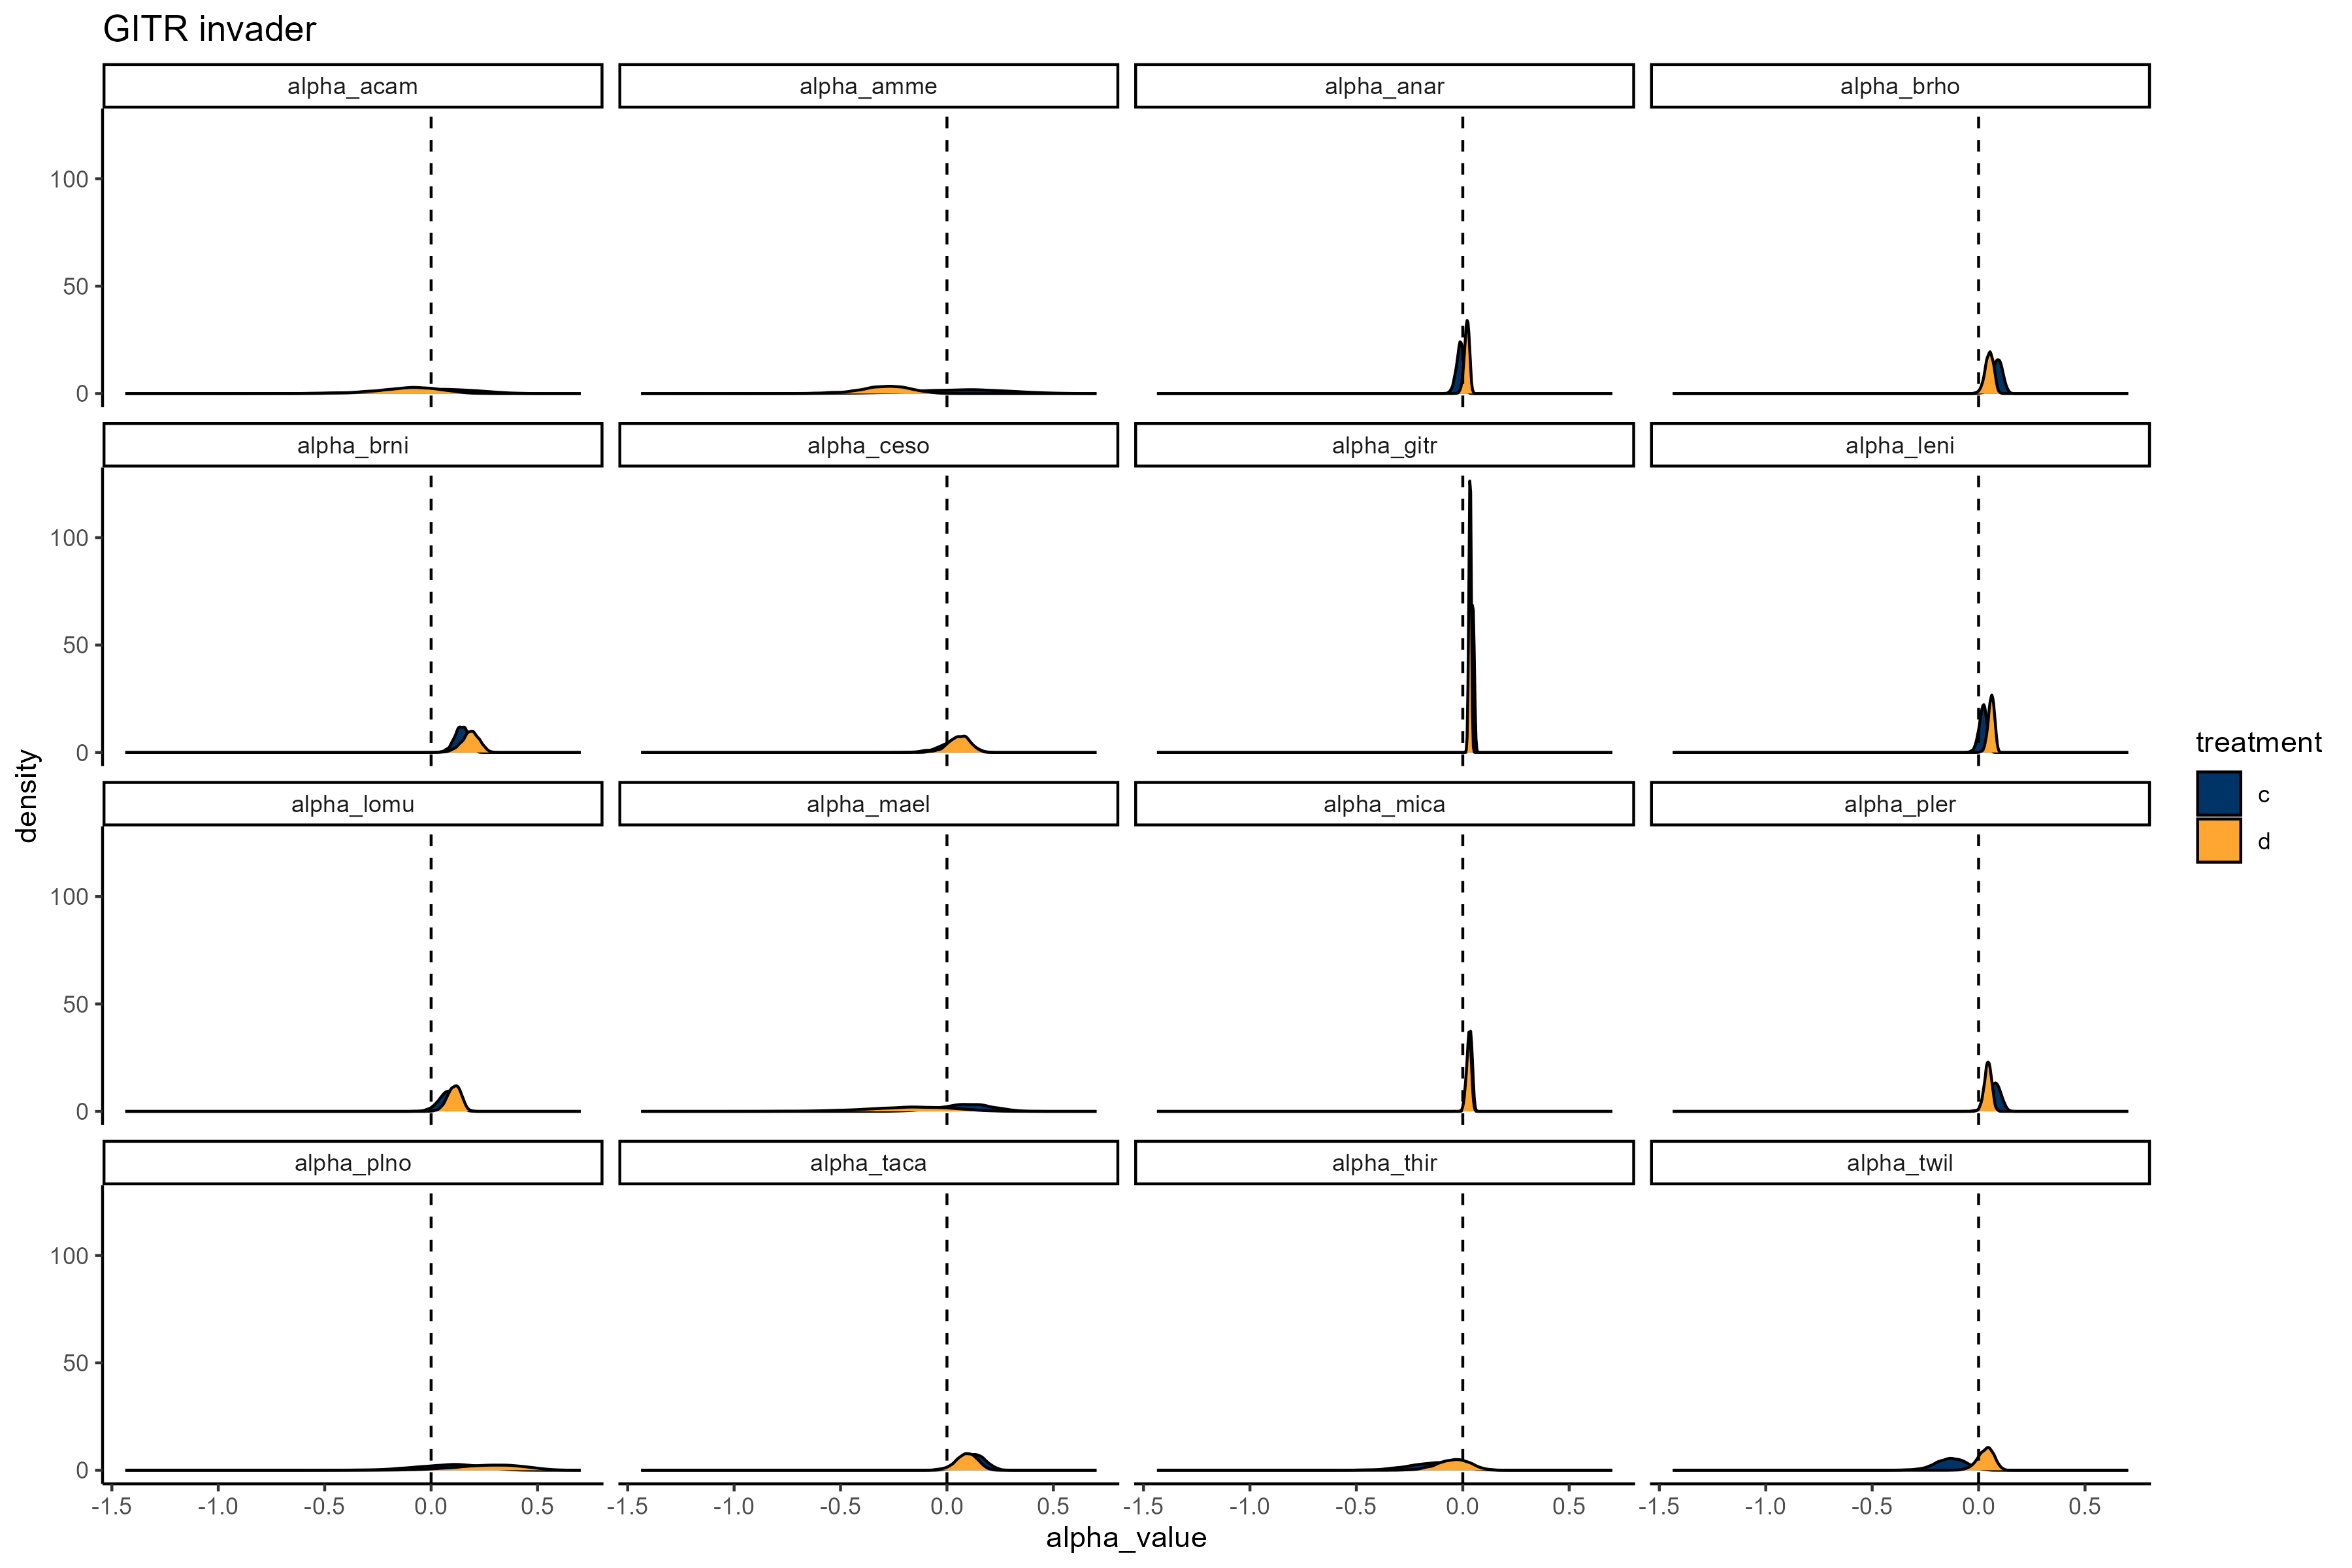 GITR invader
alpha_acam alpha_amme alpha_anar alpha_brho
100
50
0
alpha_brni alpha_ceso alpha_gitr alpha_leni
100
50
0
alpha_lomu alpha_mael alpha_mica alpha_pler
100
50
0
alpha_plno alpha_taca alpha_thir alpha_twil
100
50
0
-1.5 -1.0 -0.5 0.0 0.5 -1.5 -1.0 -0.5 0.0 0.5 -1.5 -1.0 -0.5 0.0 0.5 -1.5 -1.0 -0.5 0.0 0.5
alpha_value
density
treatment
c
d